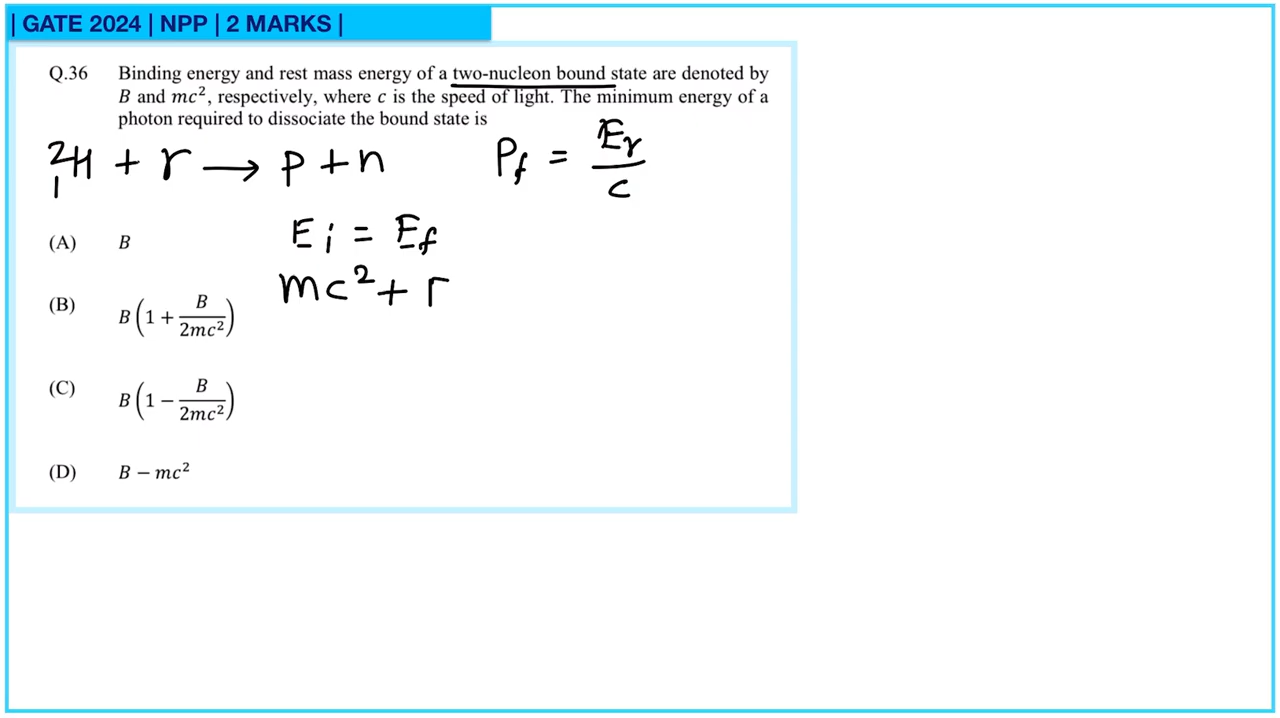 | GATE 2024 | NPP | 2 MARKS |
Q.36 Binding energy and rest mass energy of a two-nucleon bound state are denoted by
B and mc², respectively, where c is the speed of light. The minimum energy of a
photon required to dissociate the bound state is
²₁H + γ → p + n
P_f = E_γ / c
(A) B
E_i = E_f
mc² + r
(B) B(1 + B/2mc²)
(C) B(1 − B/2mc²)
(D) B − mc²